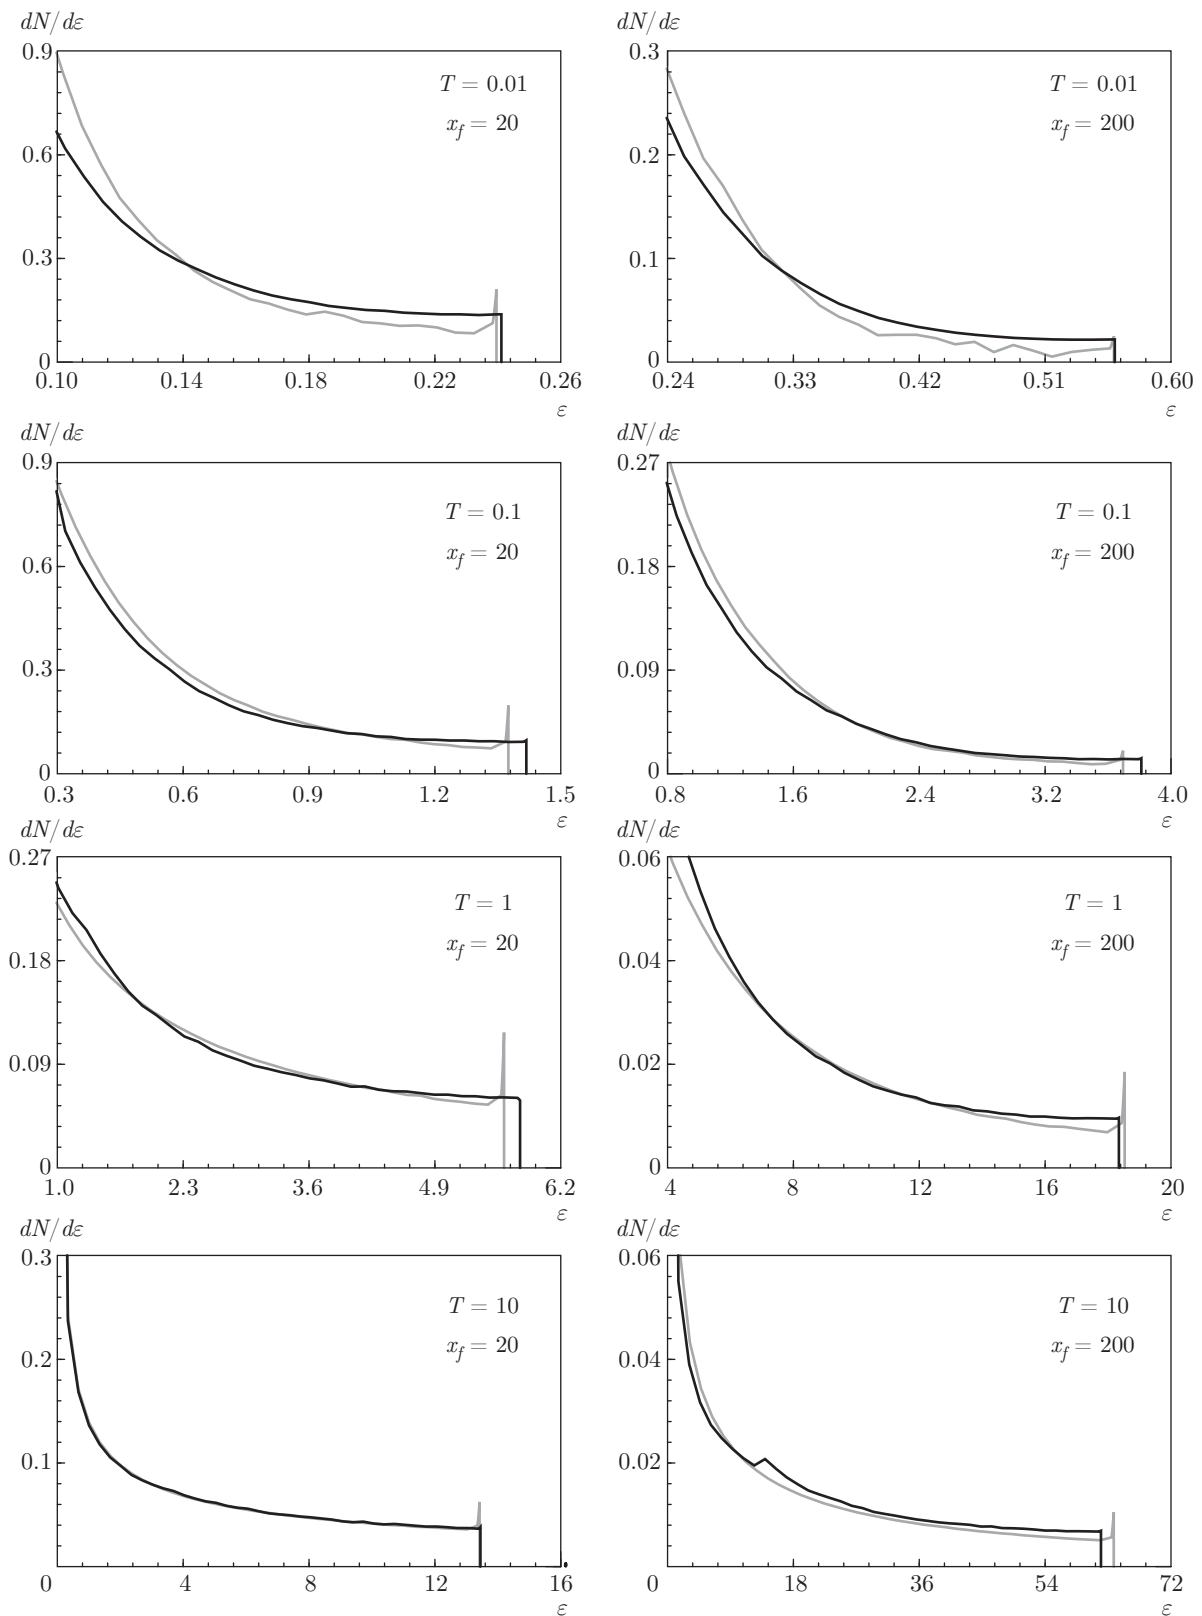 dN/dε
0.9
0.6
0.3
0
T = 0.01
x_f = 20
0.10 0.14 0.18 0.22 0.26
ε
dN/dε
0.3
0.2
0.1
0
T = 0.01
x_f = 200
0.24 0.33 0.42 0.51 0.60
ε
dN/dε
0.9
0.6
0.3
0
T = 0.1
x_f = 20
0.3 0.6 0.9 1.2 1.5
ε
dN/dε
0.27
0.18
0.09
0
T = 0.1
x_f = 200
0.8 1.6 2.4 3.2 4.0
ε
dN/dε
0.27
0.18
0.09
0
T = 1
x_f = 20
1.0 2.3 3.6 4.9 6.2
ε
dN/dε
0.06
0.04
0.02
0
T = 1
x_f = 200
4 8 12 16 20
ε
dN/dε
0.3
0.2
0.1
T = 10
x_f = 20
0 4 8 12 16
ε
dN/dε
0.06
0.04
0.02
T = 10
x_f = 200
0 18 36 54 72
ε